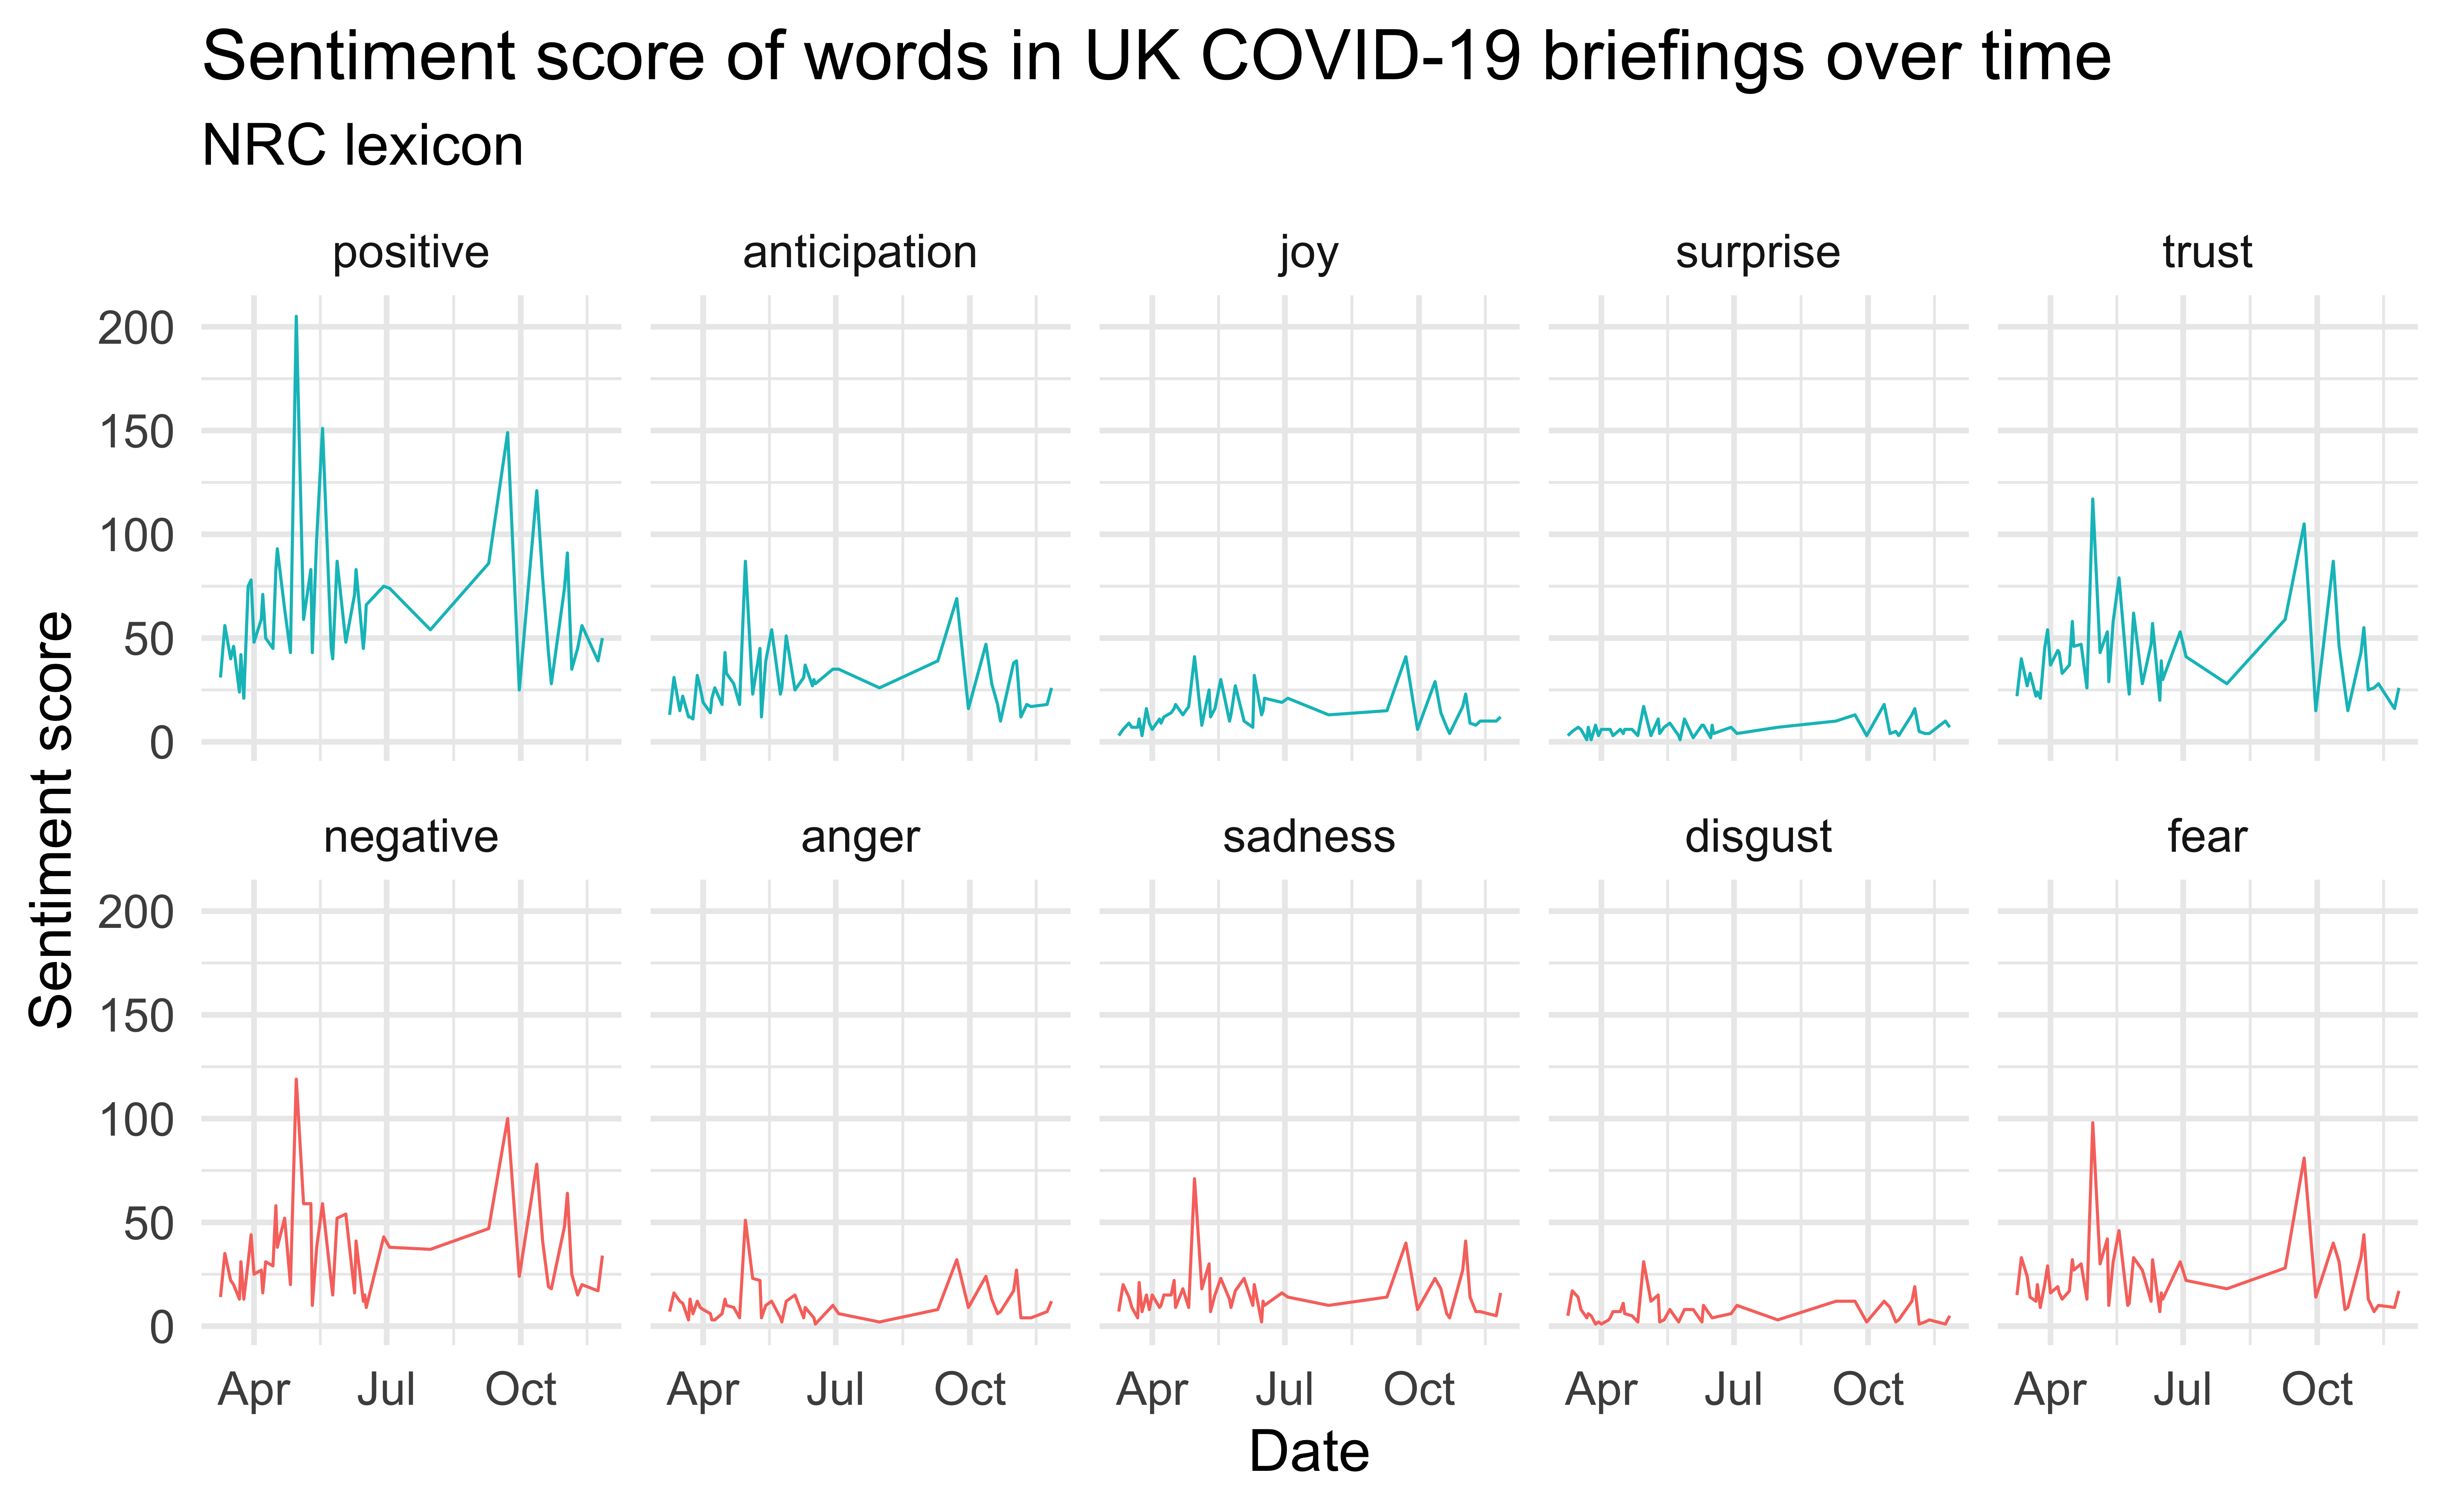 Sentiment score of words in UK COVID-19 briefings over time
NRC lexicon
positive anticipation joy surprise trust
200
150
100
50
0
Sentiment score
negative anger sadness disgust fear
200
150
100
50
0
Apr Jul Oct Apr Jul Oct Apr Jul Oct Apr Jul Oct Apr Jul Oct
Date